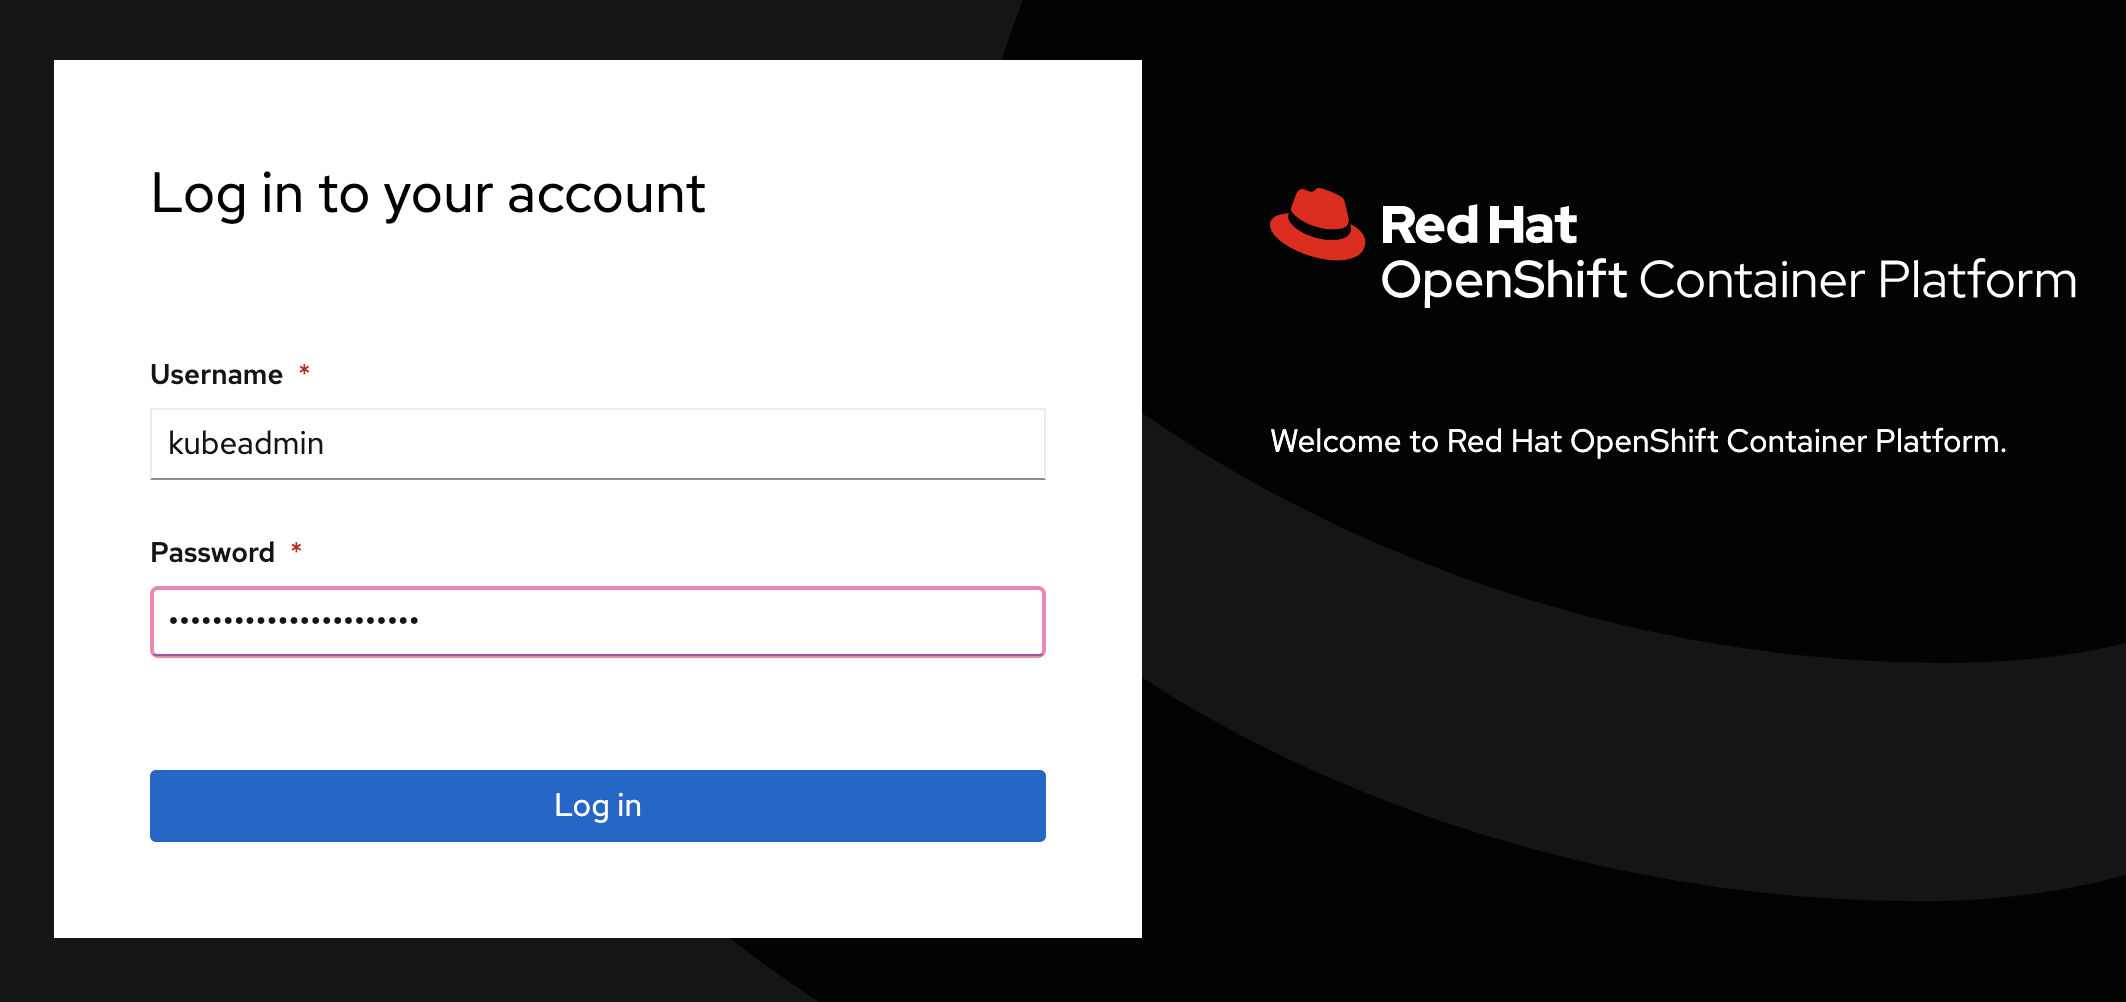 Log in to your account
Username *
kubeadmin
Password *
•••••••••••••••••••••••
Log in
Red Hat
OpenShift Container Platform
Welcome to Red Hat OpenShift Container Platform.